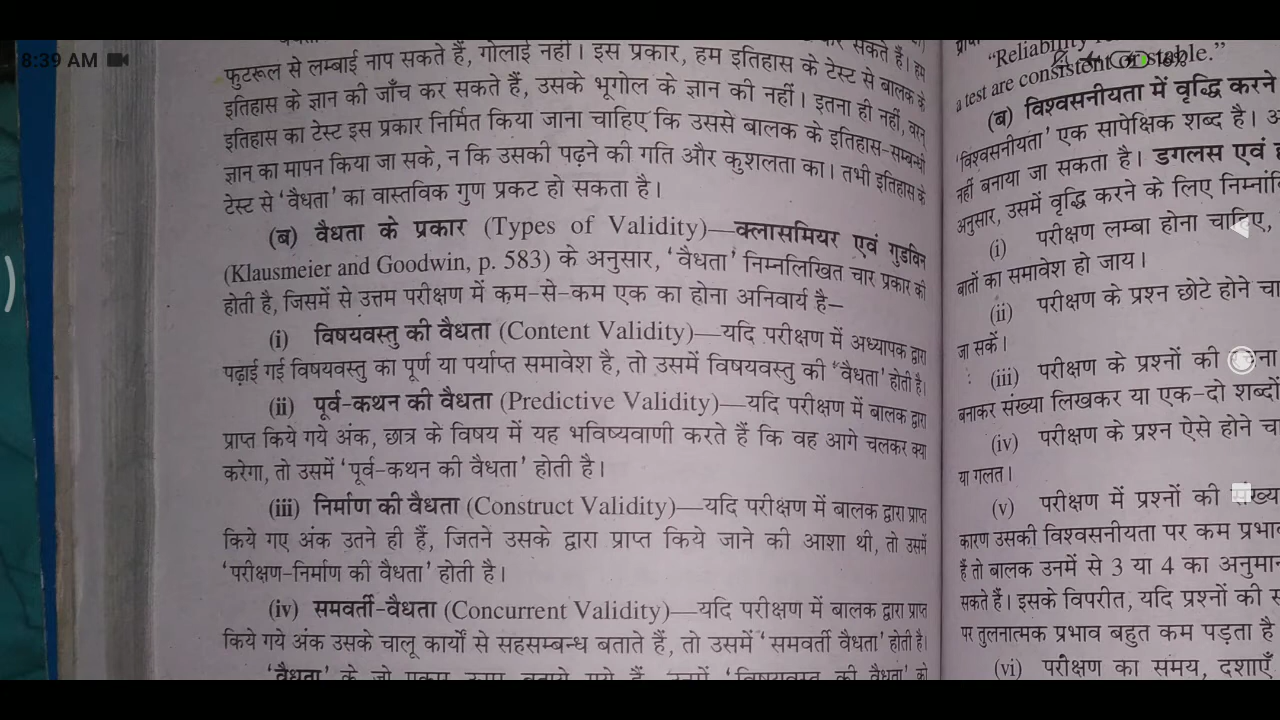 8:39 AM
फुटरूल से लम्बाई नाप सकते हैं, गोलाई नहीं। इस प्रकार, हम इतिहास के टेस्ट से बालक के
इतिहास के ज्ञान की जाँच कर सकते हैं, उसके भूगोल के ज्ञान की नहीं। इतना ही नहीं, वरन्
इतिहास का टेस्ट इस प्रकार निर्मित किया जाना चाहिए कि उससे बालक के इतिहास-सम्बन्धी
ज्ञान का मापन किया जा सके, न कि उसकी पढ़ने की गति और कुशलता का। तभी इतिहास के
टेस्ट से 'वैधता' का वास्तविक गुण प्रकट हो सकता है।
(ब) वैधता के प्रकार (Types of Validity)—क्लासमियर एवं गुडविन
(Klausmeier and Goodwin, p. 583) के अनुसार, 'वैधता' निम्नलिखित चार प्रकार की
होती है, जिसमें से उत्तम परीक्षण में कम-से-कम एक का होना अनिवार्य है—
(i) विषयवस्तु की वैधता (Content Validity)—यदि परीक्षण में अध्यापक द्वारा
पढ़ाई गई विषयवस्तु का पूर्ण या पर्याप्त समावेश है, तो उसमें विषयवस्तु की 'वैधता' होती है।
(ii) पूर्व-कथन की वैधता (Predictive Validity)—यदि परीक्षण में बालक द्वारा
प्राप्त किये गये अंक, छात्र के विषय में यह भविष्यवाणी करते हैं कि वह आगे चलकर क्या
करेगा, तो उसमें 'पूर्व-कथन की वैधता' होती है।
(iii) निर्माण की वैधता (Construct Validity)—यदि परीक्षण में बालक द्वारा प्राप्त
किये गए अंक उतने ही हैं, जितने उसके द्वारा प्राप्त किये जाने की आशा थी, तो उसमें
'परीक्षण-निर्माण की वैधता' होती है।
(iv) समवर्ती-वैधता (Concurrent Validity)—यदि परीक्षण में बालक द्वारा प्राप्त
किये गये अंक उसके चालू कार्यों से सहसम्बन्ध बताते हैं, तो उसमें 'समवर्ती वैधता' होती है।
"Reliability
a test are consistent or stable."
(ब) विश्वसनीयता में वृद्धि करने
'विश्वसनीयता' एक सापेक्षिक शब्द है।
नहीं बनाया जा सकता है। डगलस एवं
अनुसार, उसमें वृद्धि करने के लिए
(i) परीक्षण लम्बा होना चाहिए,
बातों का समावेश हो जाय।
(ii) परीक्षण के प्रश्न छोटे होने
जा सकें।
(iii) परीक्षण के प्रश्नों की
बनाकर संख्या लिखकर या एक-दो शब्दों
(iv) परीक्षण के प्रश्न ऐसे होने
या गलत।
(v) परीक्षण में प्रश्नों की
कारण उसकी विश्वसनीयता पर कम
हैं तो बालक उनमें से 3 या 4 का
सकते हैं। इसके विपरीत, यदि प्रश्नों की
पर तुलनात्मक प्रभाव बहुत कम पड़ता है
(vi) परीक्षण का समय, दशाएँ